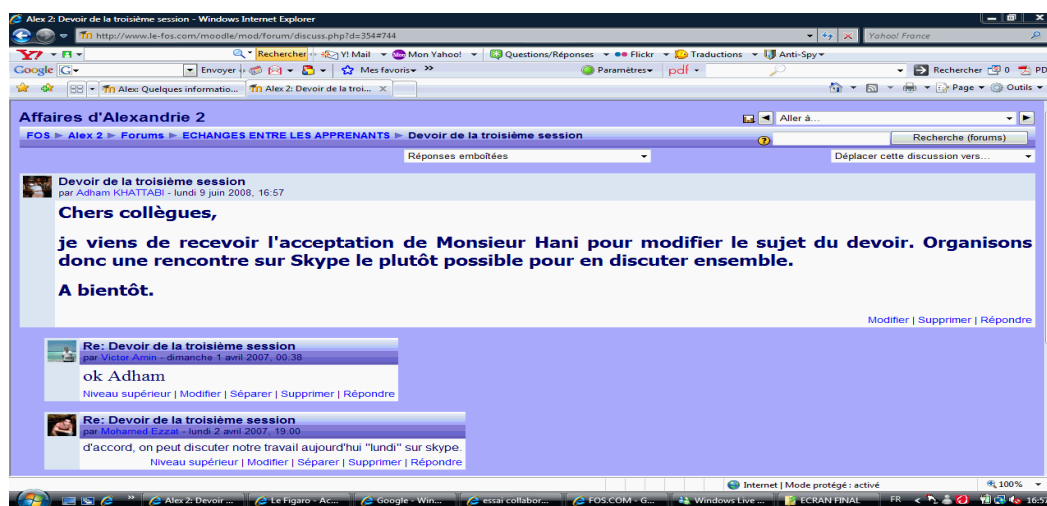 Alex 2: Devoir de la troisième session - Windows Internet Explorer
http://www.le-fos.com/moodle/mod/forum/discuss.php?d=354#744
Yahoo! France
Rechercher Y! Mail Mon Yahoo! Questions/Réponses Flickr Traductions Anti-Spy
Google G Envoyer Mes favoris » Paramètres pdf Rechercher 0 PD
Alex: Quelques informatio... Alex 2: Devoir de la troi... Page Outils
Affaires d'Alexandrie 2
Aller à...
FOS ► Alex 2 ► Forums ► ECHANGES ENTRE LES APPRENANTS ► Devoir de la troisième session
Recherche (forums)
Réponses emboîtées
Déplacer cette discussion vers...
Devoir de la troisième session
par Adham KHATTABI - lundi 9 juin 2008, 16:57
Chers collègues,
je viens de recevoir l'acceptation de Monsieur Hani pour modifier le sujet du devoir. Organisons
donc une rencontre sur Skype le plutôt possible pour en discuter ensemble.
A bientôt.
Modifier | Supprimer | Répondre
Re: Devoir de la troisième session
par Victor Amin - dimanche 1 avril 2007, 00:38
ok Adham
Niveau supérieur | Modifier | Séparer | Supprimer | Répondre
Re: Devoir de la troisième session
par Mohamed Ezzat - lundi 2 avril 2007, 19:00
d'accord, on peut discuter notre travail aujourd'hui "lundi" sur skype.
Niveau supérieur | Modifier | Séparer | Supprimer | Répondre
Internet | Mode protégé : activé
100%
Alex 2: Devoir ... Le Figaro - Ac... Google - Win... essai collabor... FOS.COM - G... Windows Live ... ECRAN FINAL FR 16:57